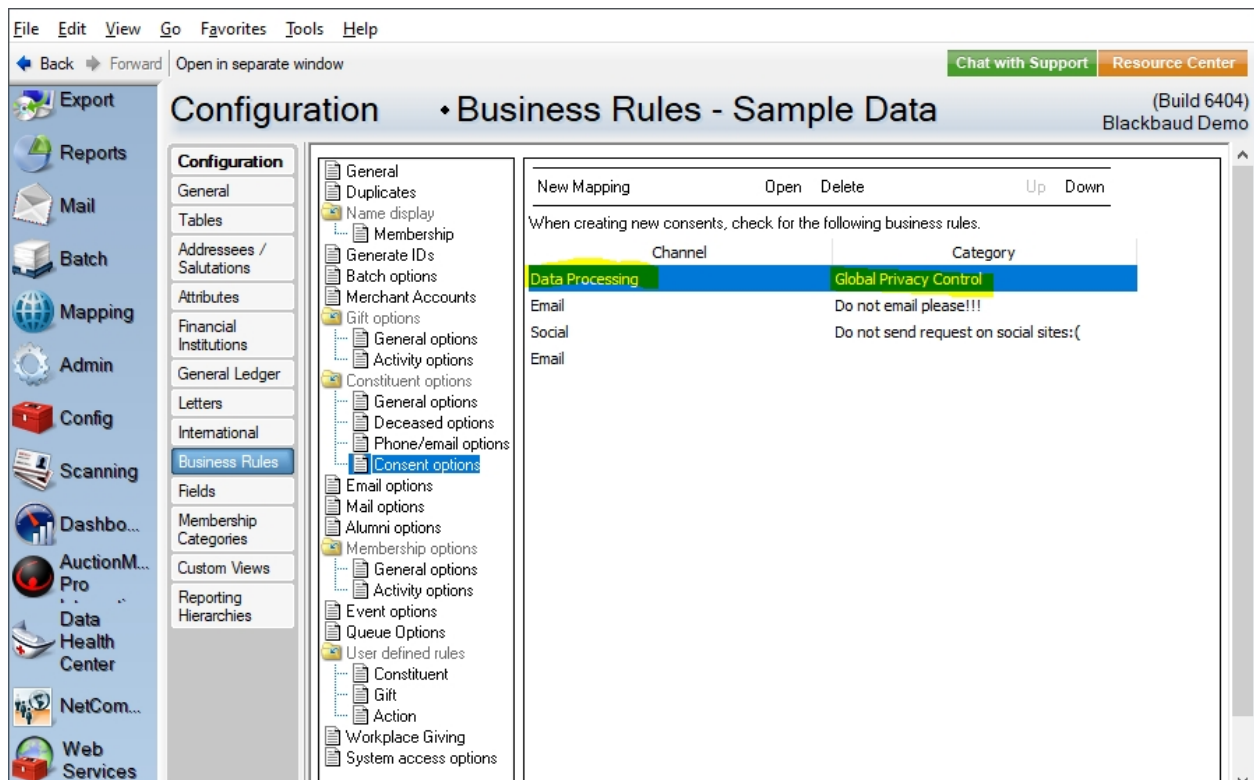 File Edit View Go Favorites Tools Help
Back Forward Open in separate window Chat with Support Resource Center
Configuration • Business Rules - Sample Data
(Build 6404)
Blackbaud Demo
Export
Reports
Mail
Batch
Mapping
Admin
Config
Scanning
Dashbo...
AuctionM...
Pro
Data
Health
Center
NetCom...
Web
Services
Configuration
General
Tables
Addressees /
Salutations
Attributes
Financial
Institutions
General Ledger
Letters
International
Business Rules
Fields
Membership
Categories
Custom Views
Reporting
Hierarchies
General
Duplicates
Name display
Membership
Generate IDs
Batch options
Merchant Accounts
Gift options
General options
Activity options
Constituent options
General options
Deceased options
Phone/email options
Consent options
Email options
Mail options
Alumni options
Membership options
General options
Activity options
Event options
Queue Options
User defined rules
Constituent
Gift
Action
Workplace Giving
System access options
New Mapping Open Delete Up Down
When creating new consents, check for the following business rules.
Channel Category
Data Processing Global Privacy Control
Email Do not email please!!!
Social Do not send request on social sites:(
Email